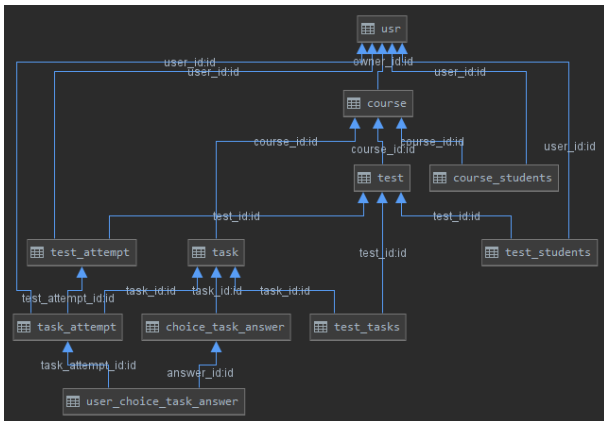 usr
user_id:id
owner_id:id
user_id:id
user_id:id
course
course_id:id
course_id:id
course_id:id
user_id:id
test
course_students
test_id:id
test_id:id
test_attempt
task
test_id:id
test_students
test_attempt_id:id
task_id:id
task_id:id
task_id:id
task_attempt
choice_task_answer
test_tasks
task_attempt_id:id
answer_id:id
user_choice_task_answer